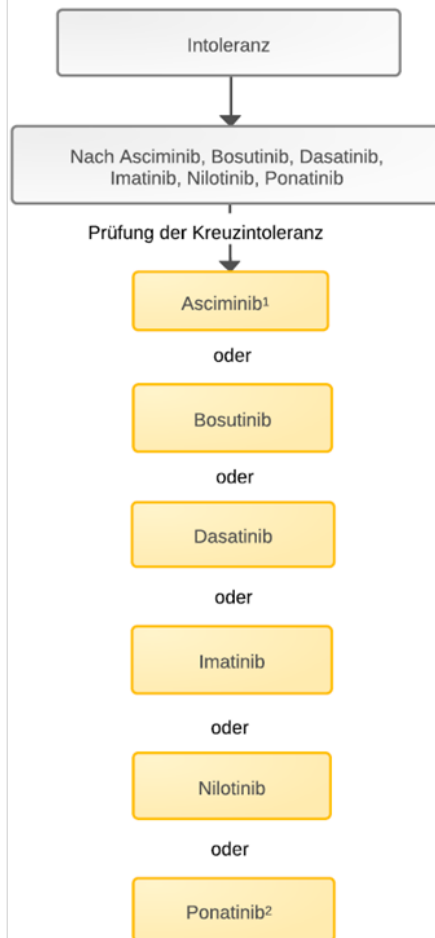 Intoleranz
Nach Asciminib, Bosutinib, Dasatinib,
Imatinib, Nilotinib, Ponatinib
Prüfung der Kreuzintoleranz
Asciminib¹
oder
Bosutinib
oder
Dasatinib
oder
Imatinib
oder
Nilotinib
oder
Ponatinib²